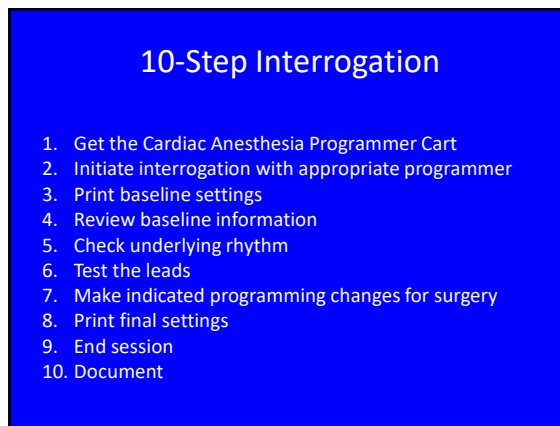 10-Step Interrogation
1. Get the Cardiac Anesthesia Programmer Cart
2. Initiate interrogation with appropriate programmer
3. Print baseline settings
4. Review baseline information
5. Check underlying rhythm
6. Test the leads
7. Make indicated programming changes for surgery
8. Print final settings
9. End session
10. Document